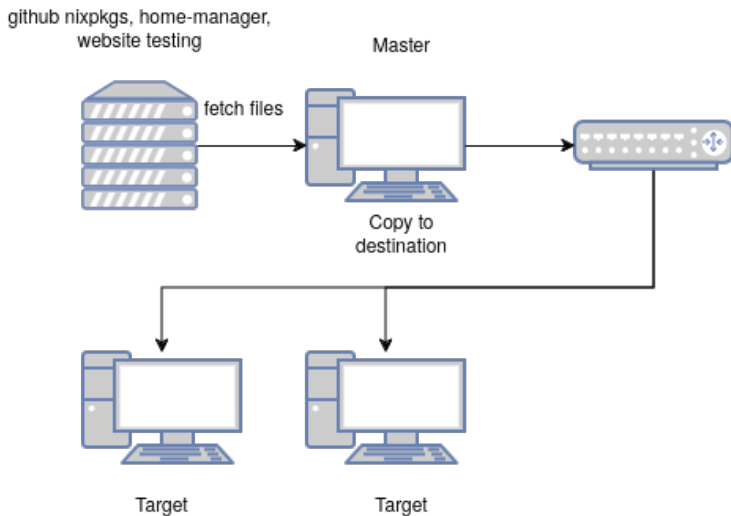 github nixpkgs, home-manager,
website testing
Master
fetch files
Copy to
destination
Target
Target